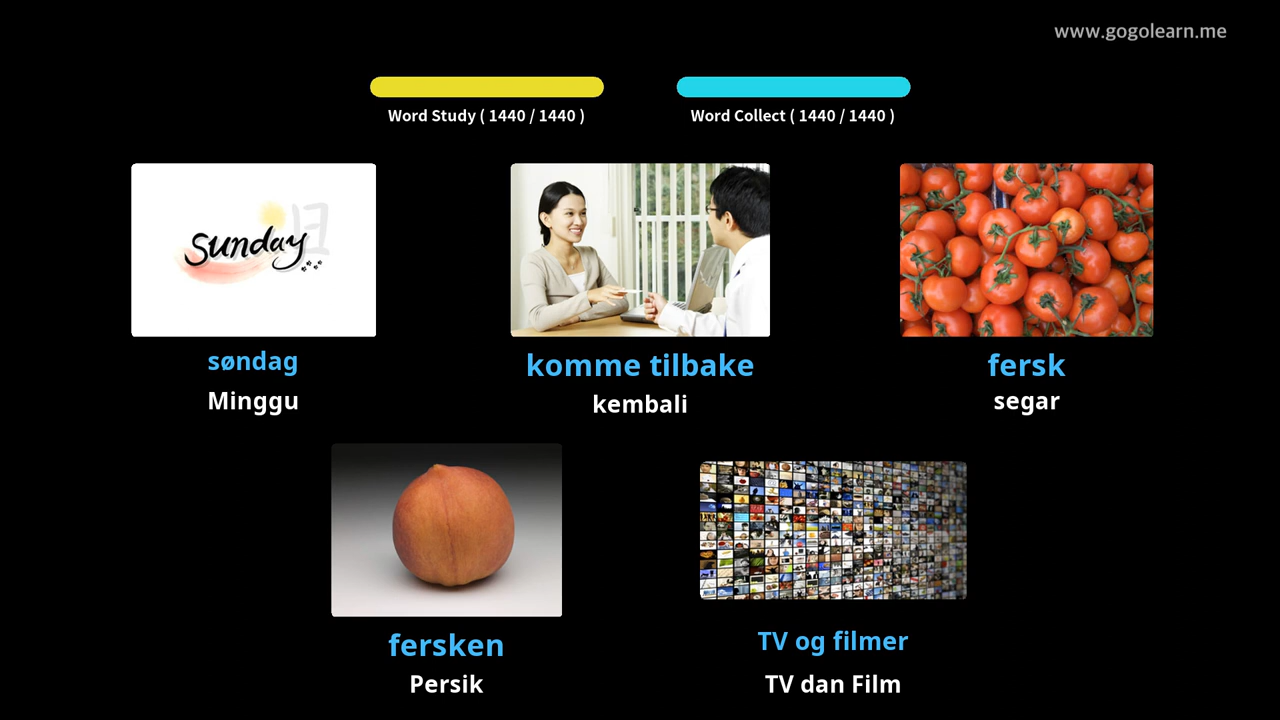 www.gogolearn.me
Word Study ( 1440 / 1440 )
Word Collect ( 1440 / 1440 )
Sunday
日
søndag
Minggu
komme tilbake
kembali
fersk
segar
fersken
Persik
TV og filmer
TV dan Film